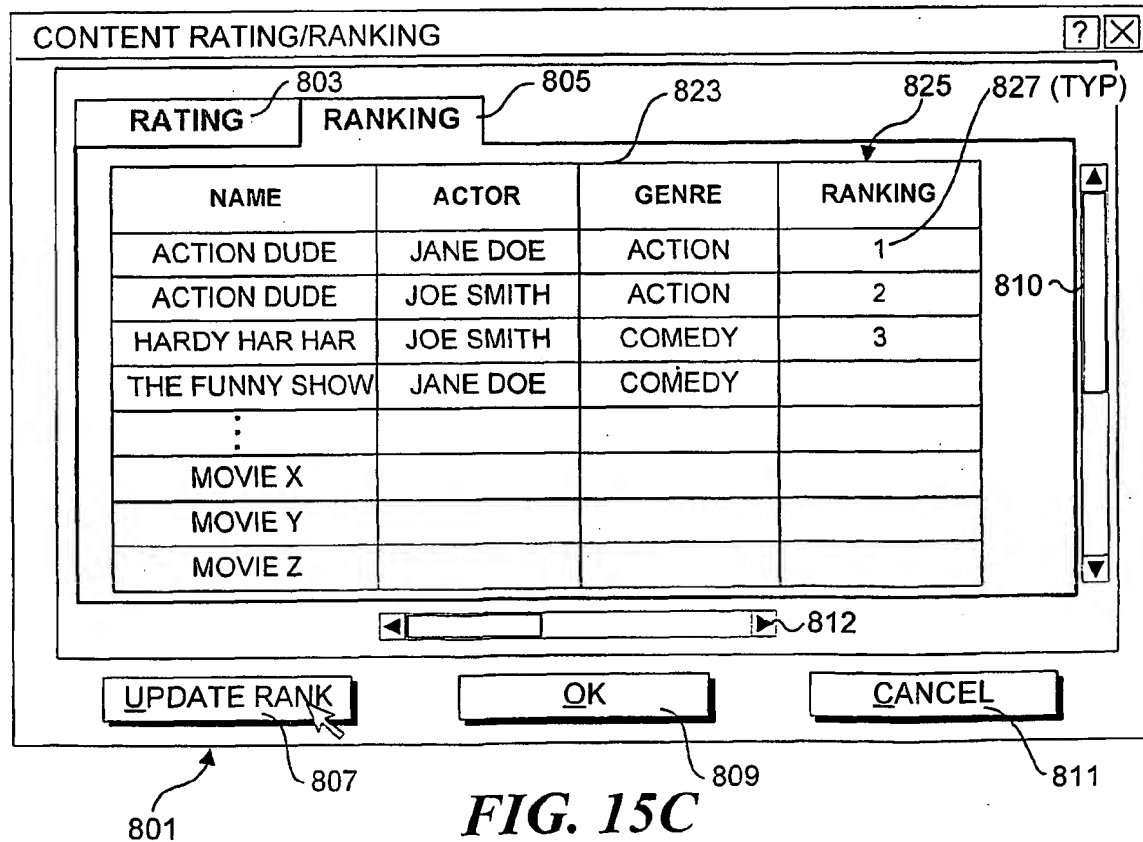 CONTENT RATING/RANKING ?
803 805 823 825 827 (TYP)
RATING RANKING
NAME ACTOR GENRE RANKING
ACTION DUDE JANE DOE ACTION 1
ACTION DUDE JOE SMITH ACTION 2
810
HARDY HAR HAR JOE SMITH COMEDY 3
THE FUNNY SHOW JANE DOE COMEDY
MOVIE X
MOVIE Y
MOVIE Z
812
UPDATE RANK OK CANCEL
807 809 811
801
FIG. 15C